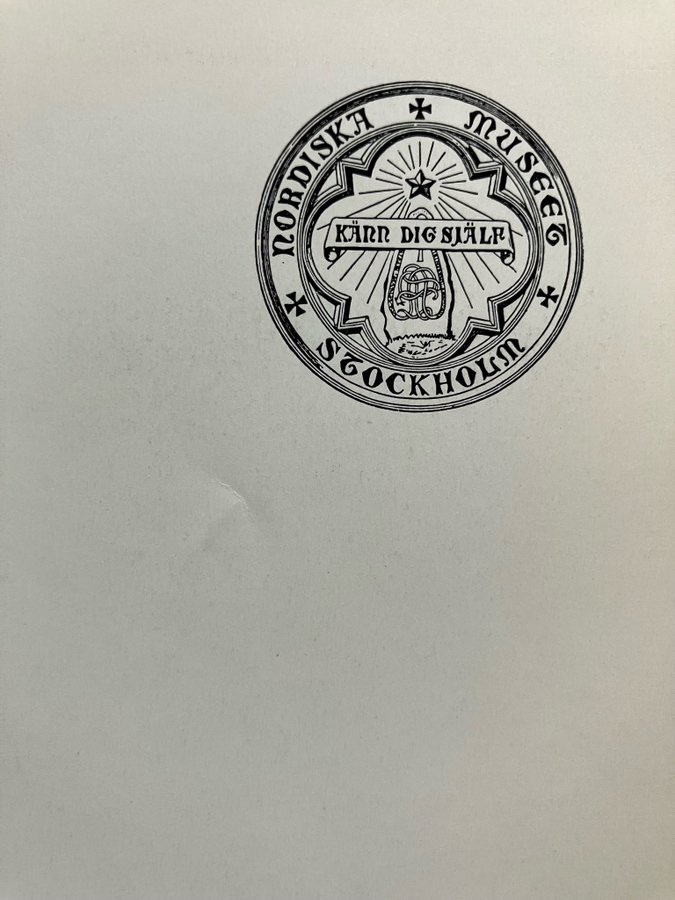 NORDISKA MUSEET
KÄNN DIG SJÄLF
STOCKHOLM